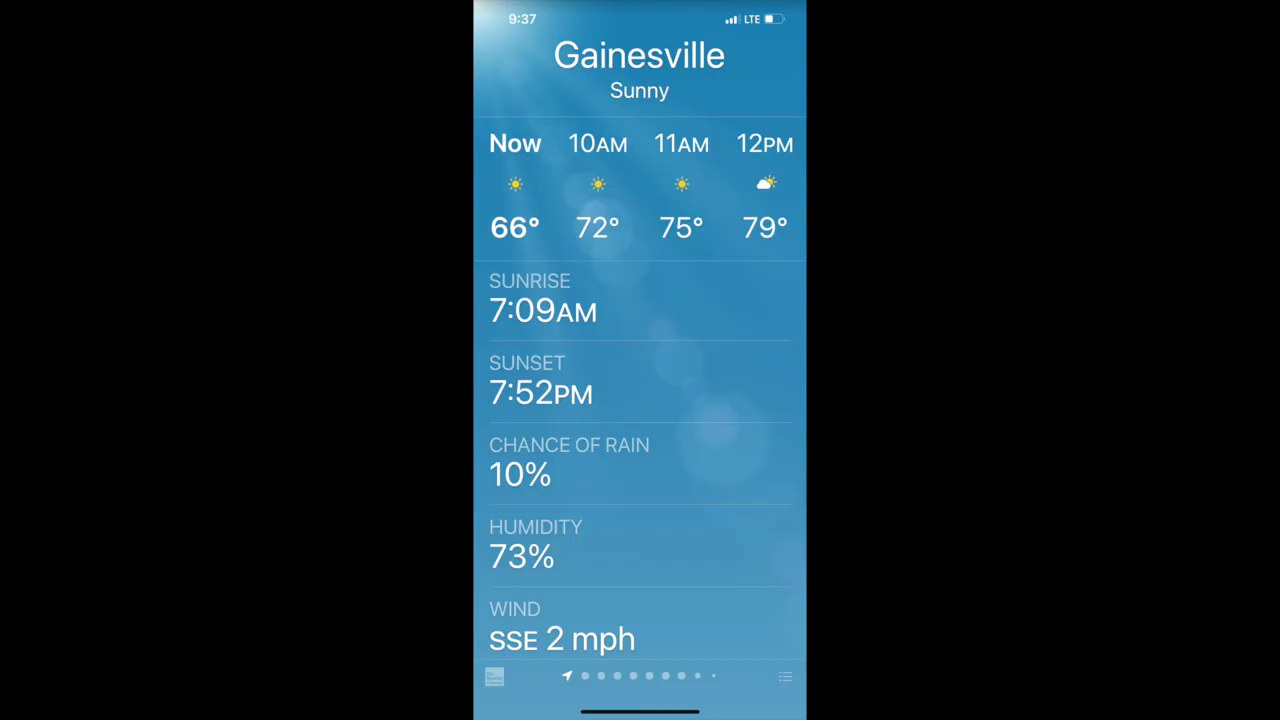 9:37 LTE
Gainesville
Sunny
Now 10AM 11AM 12PM
66° 72° 75° 79°
SUNRISE
7:09AM
SUNSET
7:52PM
CHANCE OF RAIN
10%
HUMIDITY
73%
WIND
SSE 2 mph